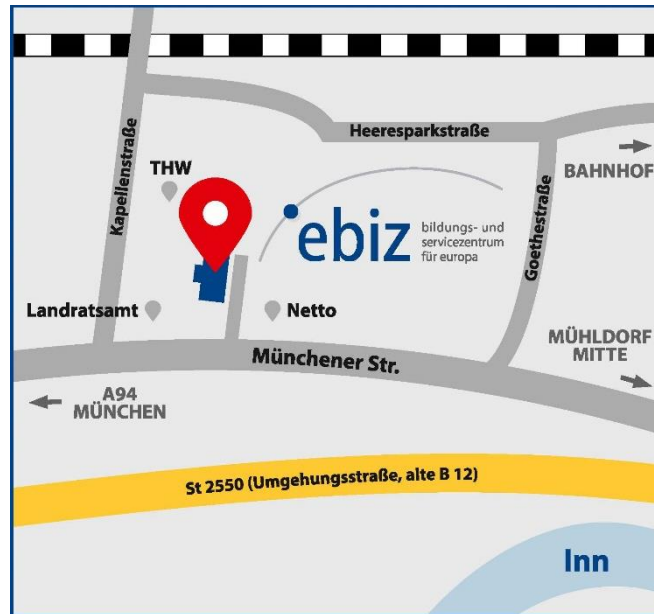 Heeresparkstraße
BAHNHOF
Kapellenstraße
THW
Goethestraße
ebiz
bildungs- und
servicezentrum
für europa
Landratsamt
Netto
MÜHLDORF
MITTE
Münchener Str.
A94
MÜNCHEN
St 2550 (Umgehungsstraße, alte B 12)
Inn